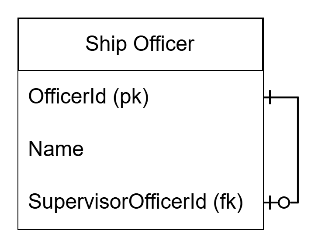 Ship Officer
OfficerId (pk)
Name
SupervisorOfficerId (fk)